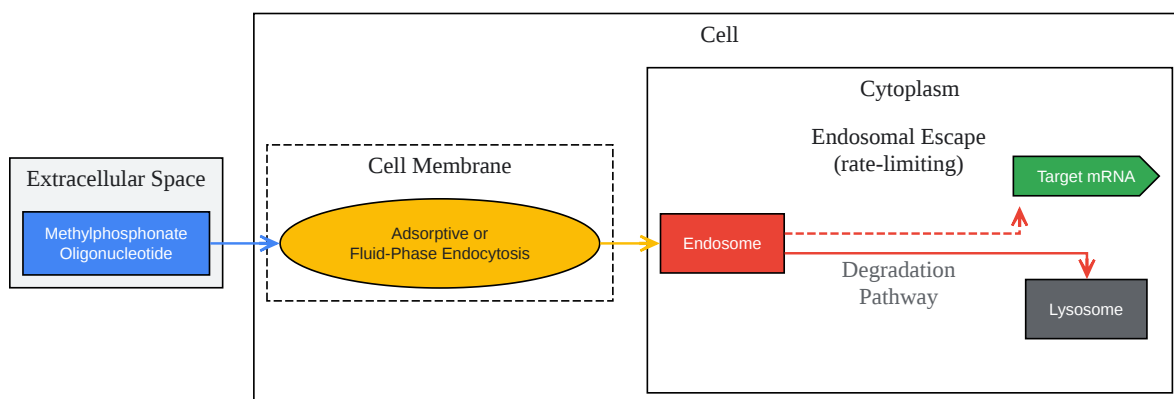 Cell
Cytoplasm
Endosomal Escape
(rate-limiting)
Cell Membrane
Extracellular Space
Target mRNA
Methylphosphonate
Oligonucleotide
Adsorptive or
Fluid-Phase Endocytosis
Endosome
Degradation
Pathway
Lysosome